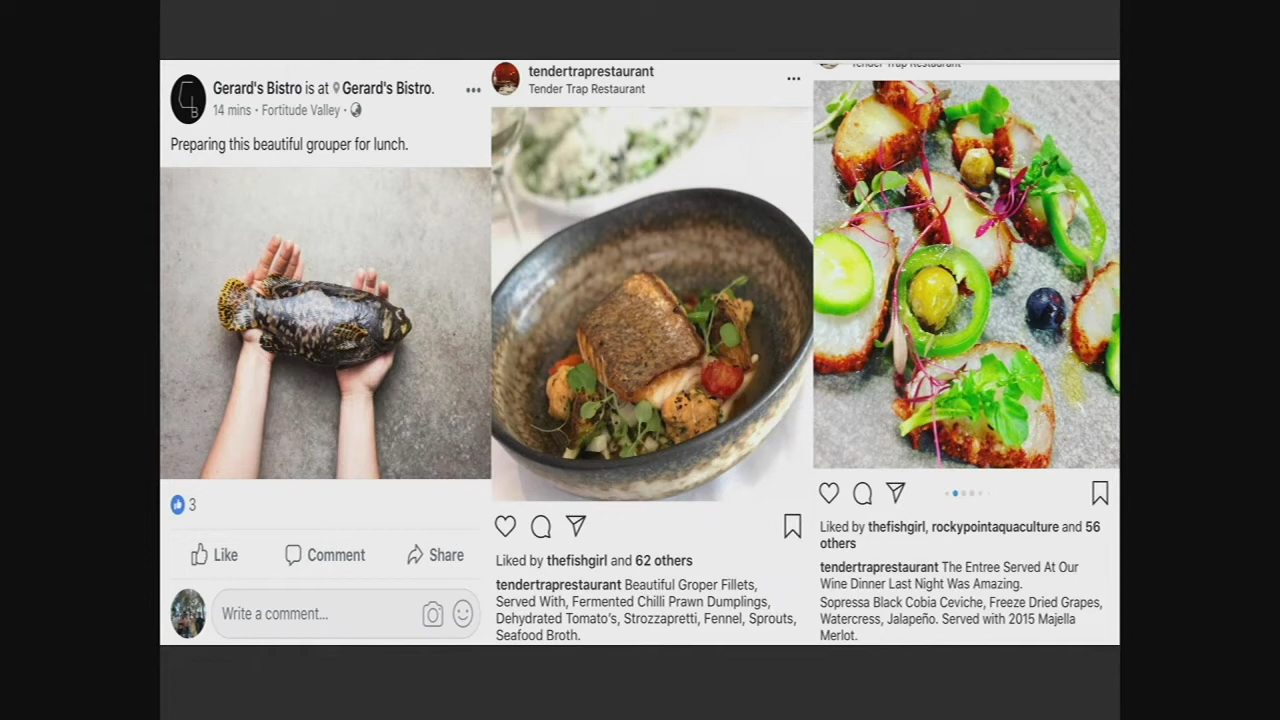 Gerard's Bistro is at Gerard's Bistro.
14 mins · Fortitude Valley ·
Preparing this beautiful grouper for lunch.
3
Like Comment Share
Write a comment...
tendertraprestaurant
Tender Trap Restaurant
Liked by thefishgirl and 62 others
tendertraprestaurant Beautiful Groper Fillets,
Served With, Fermented Chilli Prawn Dumplings,
Dehydrated Tomato's, Strozzapretti, Fennel, Sprouts,
Seafood Broth.
Tender Trap Restaurant
Liked by thefishgirl, rockypointaquaculture and 56
others
tendertraprestaurant The Entree Served At Our
Wine Dinner Last Night Was Amazing.
Sopressa Black Cobia Ceviche, Freeze Dried Grapes,
Watercress, Jalapeño. Served with 2015 Majella
Merlot.